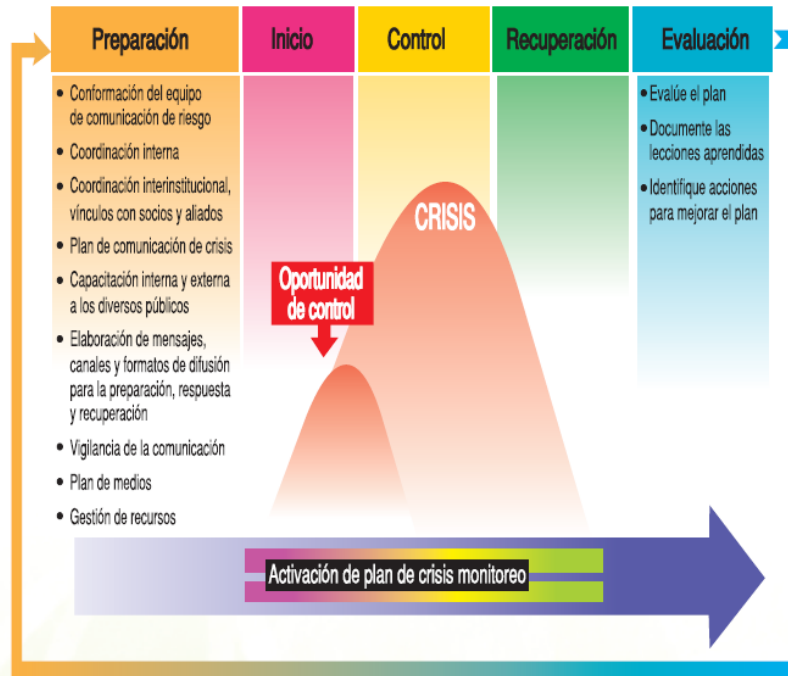 Preparación
Inicio
Control
Recuperación
Evaluación
• Conformación del equipo
de comunicación de riesgo
• Coordinación interna
• Coordinación interinstitucional,
vínculos con socios y aliados
• Plan de comunicación de crisis
• Capacitación interna y externa
a los diversos públicos
• Elaboración de mensajes,
canales y formatos de difusión
para la preparación, respuesta
y recuperación
• Vigilancia de la comunicación
• Plan de medios
• Gestión de recursos
Oportunidad
de control
CRISIS
• Evalúe el plan
• Documente las
lecciones aprendidas
• Identifique acciones
para mejorar el plan
Activación de plan de crisis monitoreo